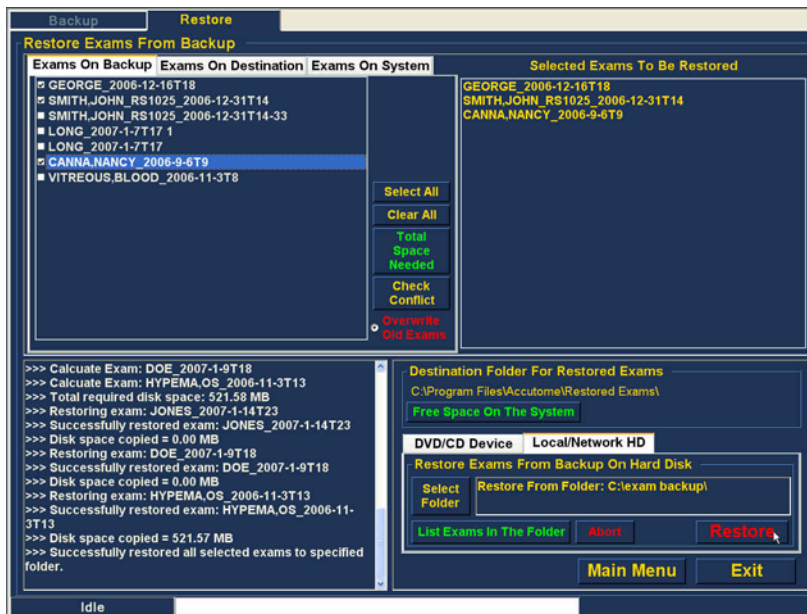 Backup
Restore
Restore Exams From Backup
Exams On Backup
Exams On Destination
Exams On System
GEORGE_2006-12-16T18
SMITH,JOHN_RS1025_2006-12-31T14
SMITH,JOHN_RS1025_2006-12-31T14-33
LONG_2007-1-7T17 1
LONG_2007-1-7T17
CANNA,NANCY_2006-9-6T9
VITREOUS,BLOOD_2006-11-3T8
Select All
Clear All
Total
Space
Needed
Check
Conflict
Overwrite
Old Exams
Selected Exams To Be Restored
GEORGE_2006-12-16T18
SMITH,JOHN_RS1025_2006-12-31T14
CANNA,NANCY_2006-9-6T9
>>> Calcuate Exam: DOE_2007-1-9T18
>>> Calcuate Exam: HYPEMA,OS_2006-11-3T13
>>> Total required disk space: 521.58 MB
>>> Restoring exam: JONES_2007-1-14T23
>>> Successfully restored exam: JONES_2007-1-14T23
>>> Disk space copied = 0.00 MB
>>> Restoring exam: DOE_2007-1-9T18
>>> Successfully restored exam: DOE_2007-1-9T18
>>> Disk space copied = 0.00 MB
>>> Restoring exam: HYPEMA,OS_2006-11-3T13
>>> Successfully restored exam: HYPEMA,OS_2006-11-
3T13
>>> Disk space copied = 521.57 MB
>>> Successfully restored all selected exams to specified
folder.
Destination Folder For Restored Exams
C:\Program Files\Accutome\Restored Exams\
Free Space On The System
DVD/CD Device
Local/Network HD
Restore Exams From Backup On Hard Disk
Select
Folder
Restore From Folder: C:\exam backup\
List Exams In The Folder
Abort
Restore
Main Menu
Exit
Idle